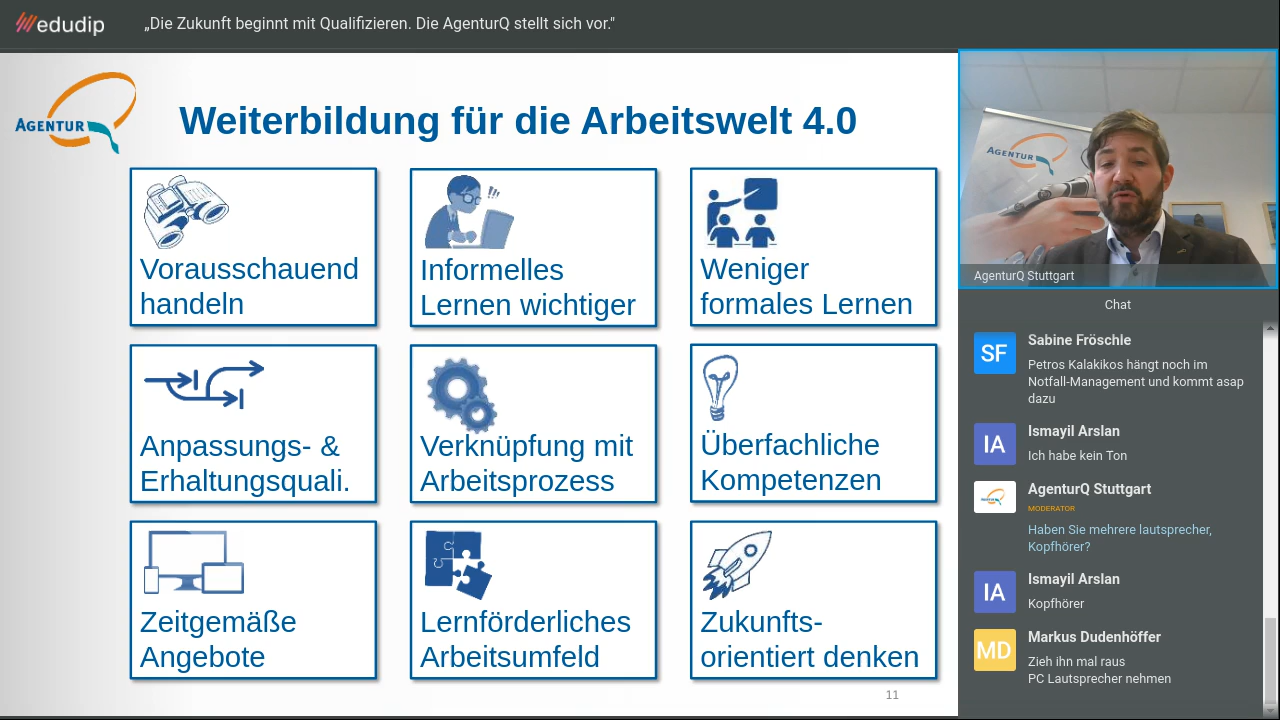 edudip
„Die Zukunft beginnt mit Qualifizieren. Die AgenturQ stellt sich vor."
AGENTUR
Weiterbildung für die Arbeitswelt 4.0
Vorausschauend
handeln
Informelles
Lernen wichtiger
Weniger
formales Lernen
Anpassungs- &
Erhaltungsquali.
Verknüpfung mit
Arbeitsprozess
Überfachliche
Kompetenzen
Zeitgemäße
Angebote
Lernförderliches
Arbeitsumfeld
Zukunfts-
orientiert denken
11
AGENTUR
AgenturQ Stuttgart
Chat
SF
Sabine Fröschle
Petros Kalakikos hängt noch im
Notfall-Management und kommt asap
dazu
IA
Ismayil Arslan
Ich habe kein Ton
AGENTUR
AgenturQ Stuttgart
MODERATOR
Haben Sie mehrere lautsprecher,
Kopfhörer?
IA
Ismayil Arslan
Kopfhörer
MD
Markus Dudenhöffer
Zieh ihn mal raus
PC Lautsprecher nehmen